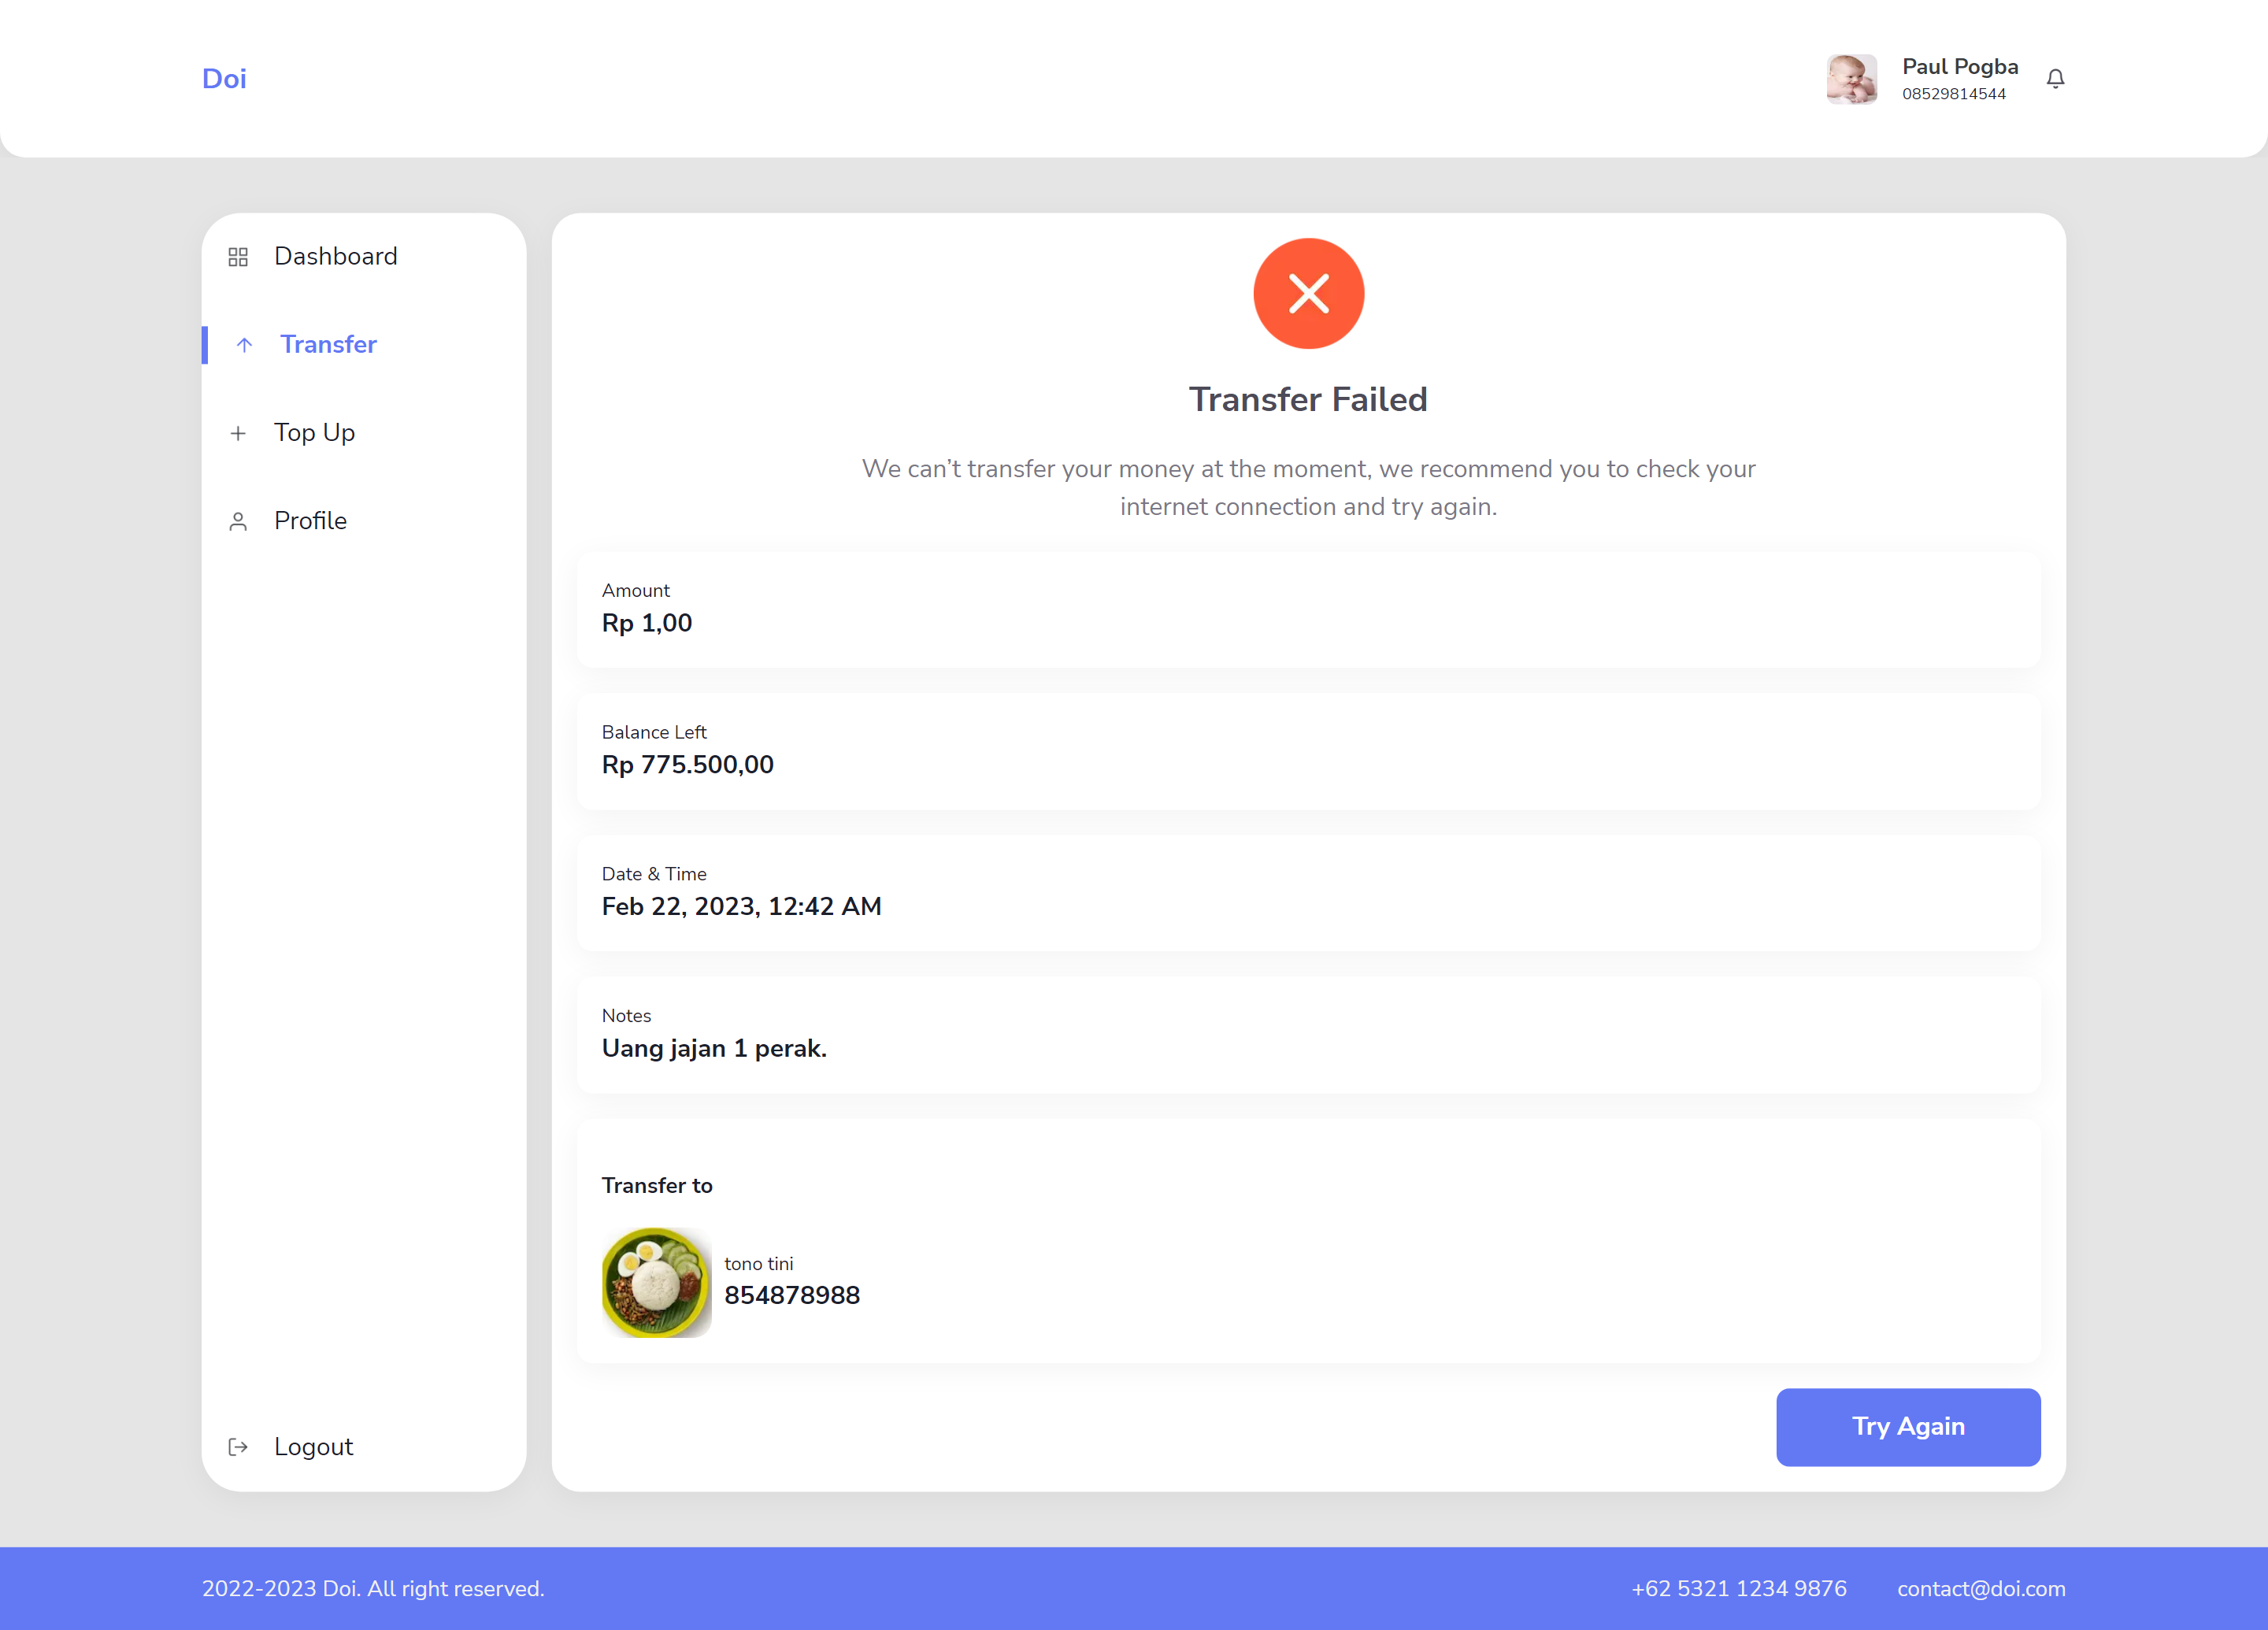 Doi
Paul Pogba
08529814544
Dashboard
Transfer
Top Up
Profile
Logout
Transfer Failed
We can’t transfer your money at the moment, we recommend you to check your
internet connection and try again.
Amount
Rp 1,00
Balance Left
Rp 775.500,00
Date & Time
Feb 22, 2023, 12:42 AM
Notes
Uang jajan 1 perak.
Transfer to
tono tini
854878988
Try Again
2022-2023 Doi. All right reserved.
+62 5321 1234 9876
contact@doi.com